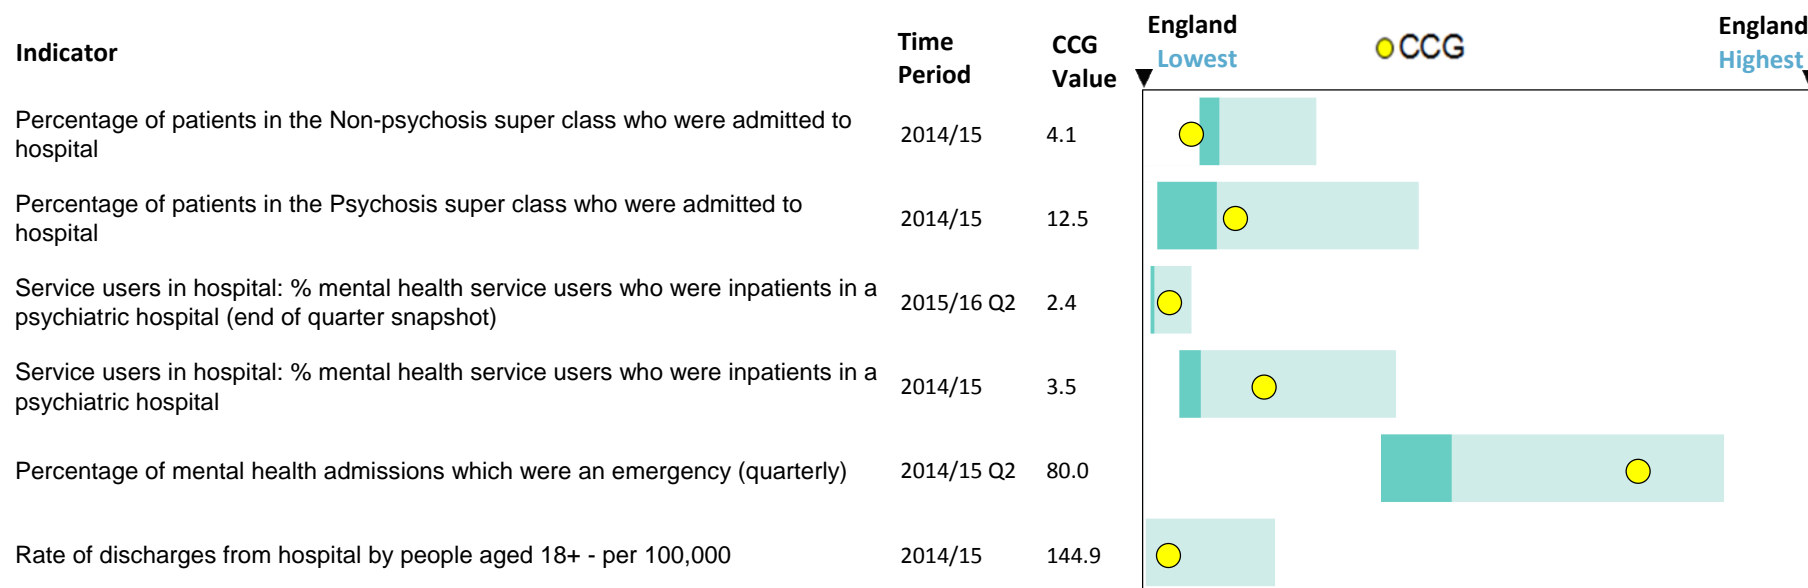 Indicator
Time
Period
CCG
Value
England
Lowest
CCG
England
Highest
Percentage of patients in the Non-psychosis super class who were admitted to
hospital
2014/15
4.1
Percentage of patients in the Psychosis super class who were admitted to
hospital
2014/15
12.5
Service users in hospital: % mental health service users who were inpatients in a
psychiatric hospital (end of quarter snapshot)
2015/16 Q2
2.4
Service users in hospital: % mental health service users who were inpatients in a
psychiatric hospital
2014/15
3.5
Percentage of mental health admissions which were an emergency (quarterly)
2014/15 Q2
80.0
Rate of discharges from hospital by people aged 18+ - per 100,000
2014/15
144.9